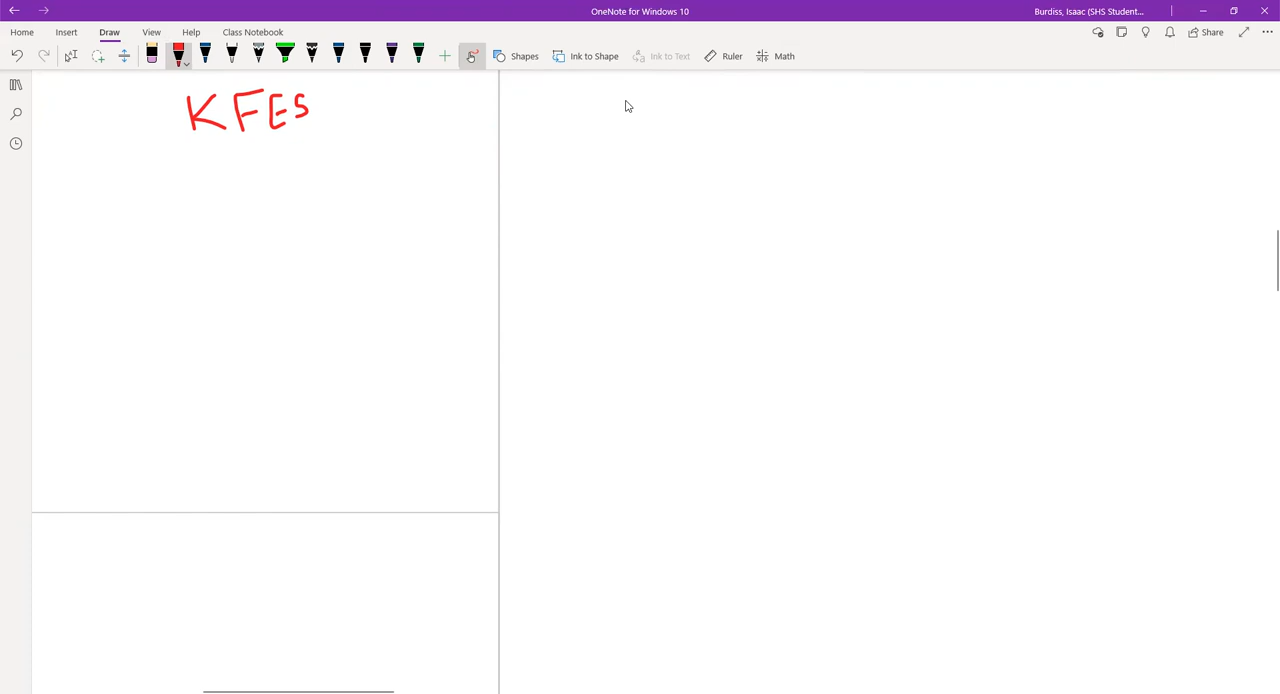 OneNote for Windows 10
Burdiss, Isaac (SHS Student...
Home Insert Draw View Help Class Notebook
Share
Shapes Ink to Shape Ink to Text Ruler Math
KFES